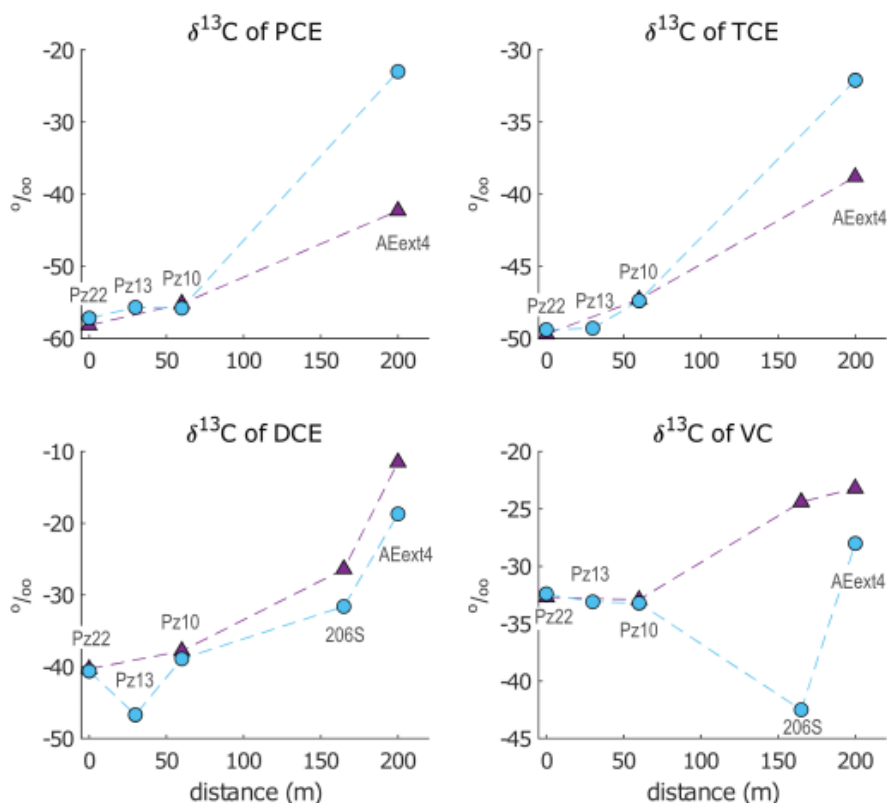 δ¹³C of PCE
-20
-30
-40
-50
-60
‰
Pz22
Pz13
Pz10
AEext4
0 50 100 150 200
δ¹³C of TCE
-30
-35
-40
-45
-50
‰
Pz22
Pz13
Pz10
AEext4
0 50 100 150 200
δ¹³C of DCE
-10
-20
-30
-40
-50
‰
Pz22
Pz13
Pz10
206S
AEext4
0 50 100 150 200
distance (m)
δ¹³C of VC
-20
-25
-30
-35
-40
-45
Pz22
Pz13
Pz10
206S
AEext4
0 50 100 150 200
distance (m)